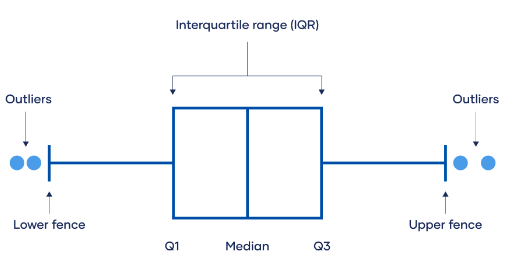 Interquartile range (IQR)
Outliers
Outliers
Lower fence
Upper fence
Q1
Median
Q3